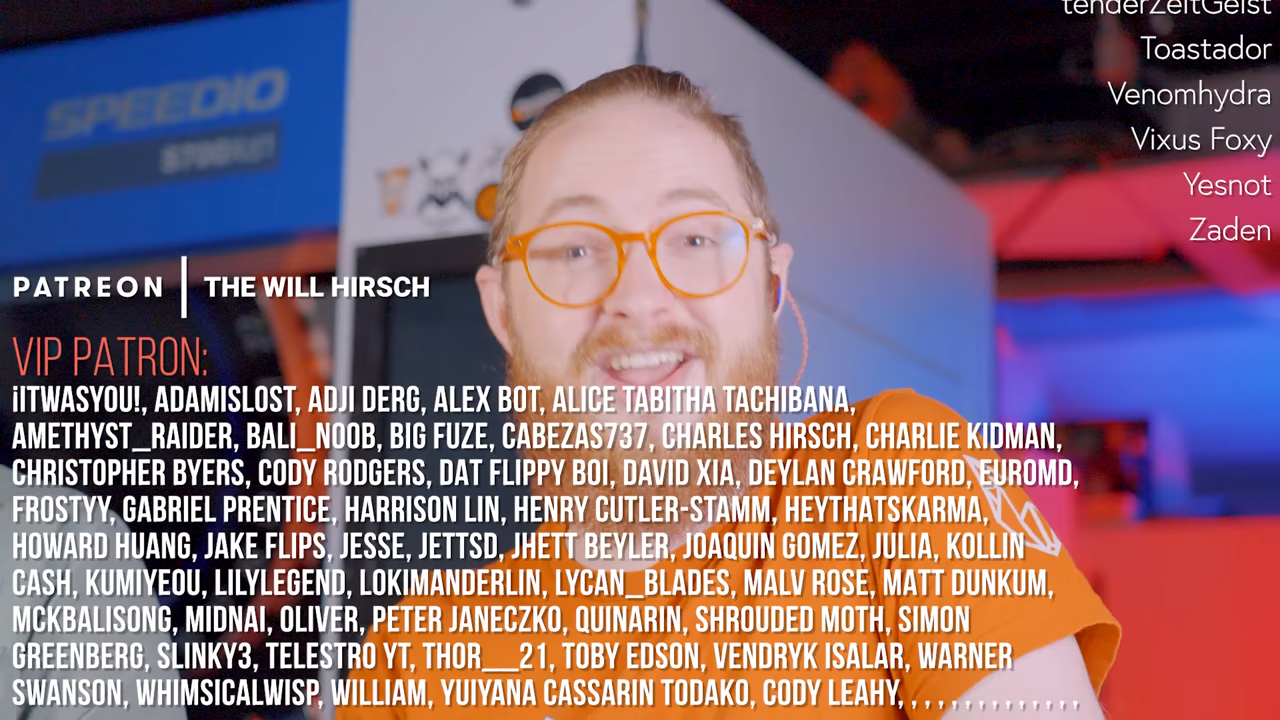 tenderZeitGeist
Toastador
Venomhydra
Vixus Foxy
Yesnot
Zaden
SPEEDIO
PATREON | THE WILL HIRSCH
VIP PATRON:
iITWASYOU!, ADAMISLOST, ADJI DERG, ALEX BOT, ALICE TABITHA TACHIBANA,
AMETHYST_RAIDER, BALI_NOOB, BIG FUZE, CABEZAS737, CHARLES HIRSCH, CHARLIE KIDMAN,
CHRISTOPHER BYERS, CODY RODGERS, DAT FLIPPY BOI, DAVID XIA, DEYLAN CRAWFORD, EUROMD,
FROSTYY, GABRIEL PRENTICE, HARRISON LIN, HENRY CUTLER-STAMM, HEYTHATSKARMA,
HOWARD HUANG, JAKE FLIPS, JESSE, JETTSD, JHETT BEYLER, JOAQUIN GOMEZ, JULIA, KOLLIN
CASH, KUMIYEOU, LILYLEGEND, LOKIMANDERLIN, LYCAN_BLADES, MALV ROSE, MATT DUNKUM,
MCKBALISONG, MIDNAI, OLIVER, PETER JANECZKO, QUINARIN, SHROUDED MOTH, SIMON
GREENBERG, SLINKY3, TELESTRO YT, THOR__21, TOBY EDSON, VENDRYK ISALAR, WARNER
SWANSON, WHIMSICALWISP, WILLIAM, YUIYANA CASSARIN TODAKO, CODY LEAHY, , , , , , , , , , , , , ,